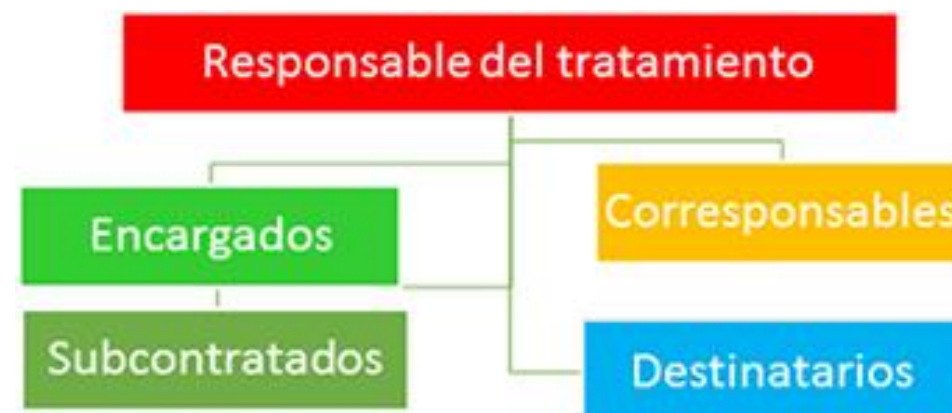 Responsable del tratamiento
Encargados
Corresponsables
Subcontratados
Destinatarios